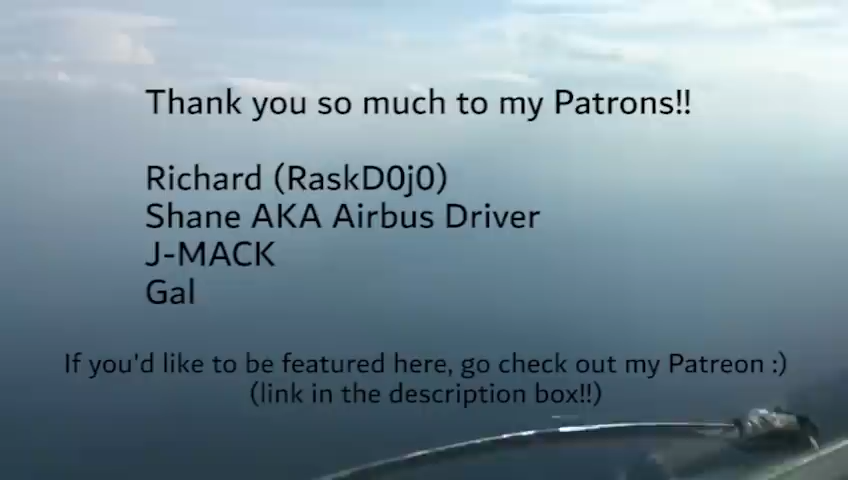 Thank you so much to my Patrons!!
Richard (RaskD0j0)
Shane AKA Airbus Driver
J-MACK
Gal
If you'd like to be featured here, go check out my Patreon :)
(link in the description box!!)